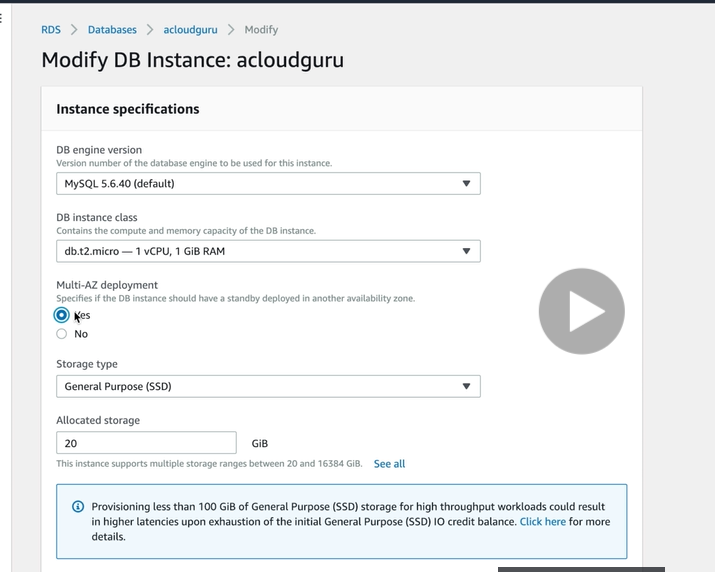 RDS > Databases > acloudguru > Modify
Modify DB Instance: acloudguru
Instance specifications
DB engine version
Version number of the database engine to be used for this instance.
MySQL 5.6.40 (default)
DB instance class
Contains the compute and memory capacity of the DB instance.
db.t2.micro — 1 vCPU, 1 GiB RAM
Multi-AZ deployment
Specifies if the DB instance should have a standby deployed in another availability zone.
Yes
No
Storage type
General Purpose (SSD)
Allocated storage
20 GiB
This instance supports multiple storage ranges between 20 and 16384 GiB. See all
Provisioning less than 100 GiB of General Purpose (SSD) storage for high throughput workloads could result
in higher latencies upon exhaustion of the initial General Purpose (SSD) IO credit balance. Click here for more
details.